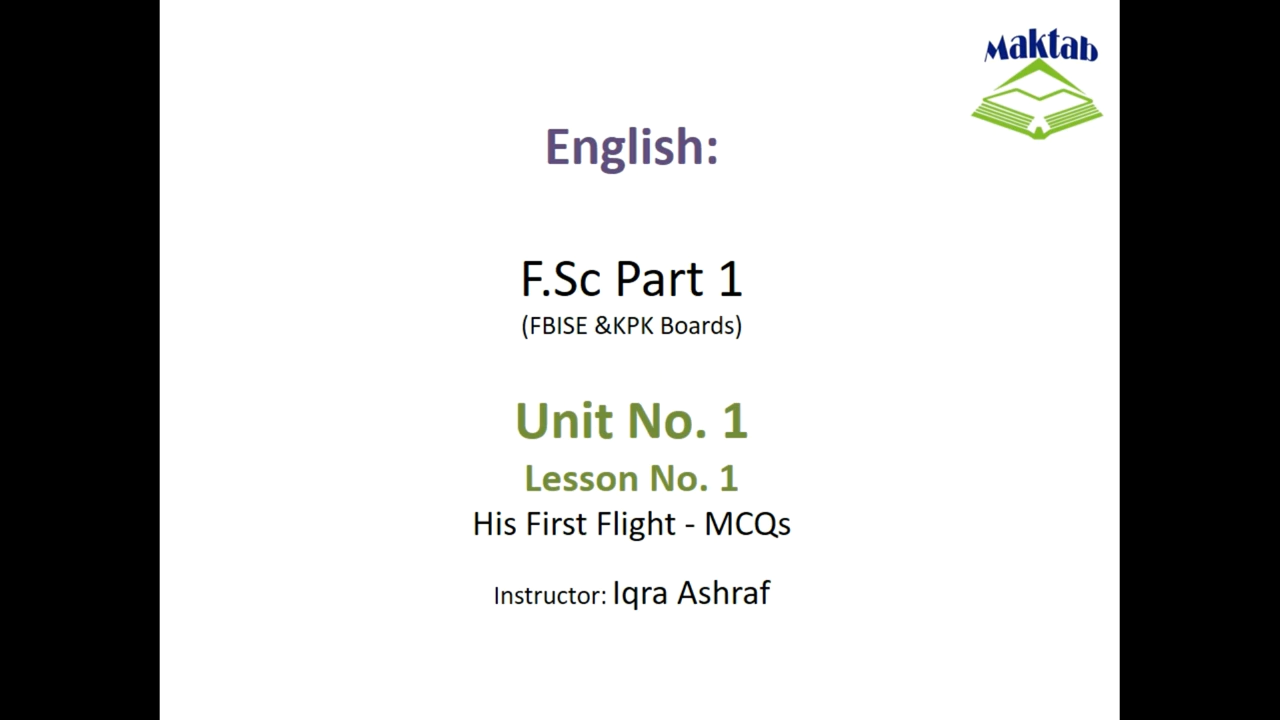 Maktab
English:
F.Sc Part 1
(FBISE &KPK Boards)
Unit No. 1
Lesson No. 1
His First Flight - MCQs
Instructor: Iqra Ashraf